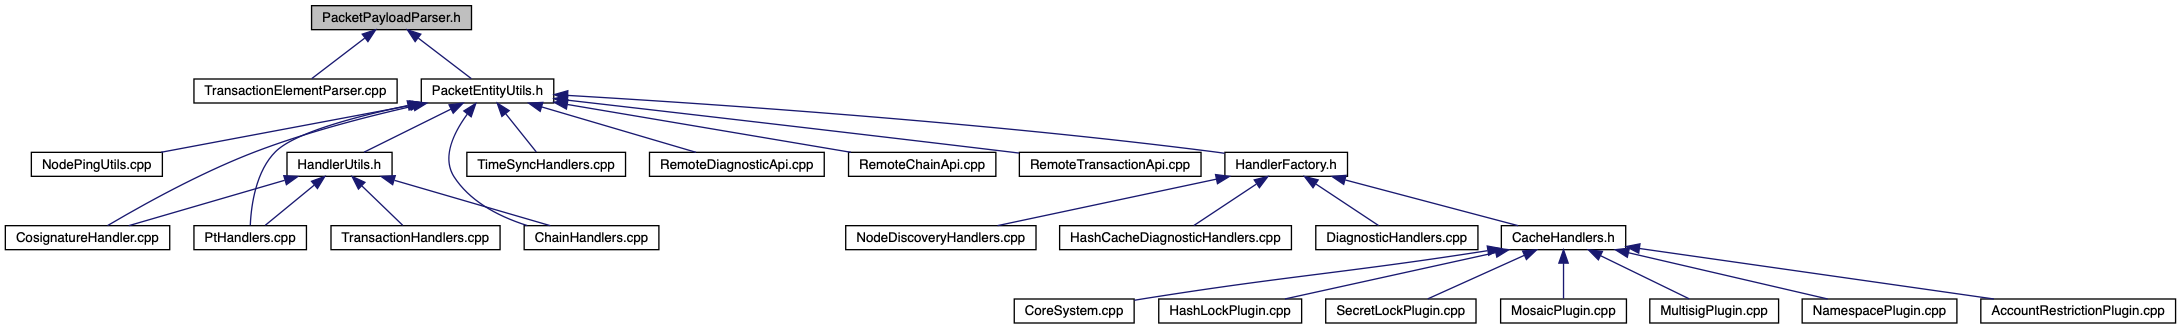 PacketPayloadParser.h
TransactionElementParser.cpp
PacketEntityUtils.h
NodePingUtils.cpp
HandlerUtils.h
TimeSyncHandlers.cpp
RemoteDiagnosticApi.cpp
RemoteChainApi.cpp
RemoteTransactionApi.cpp
HandlerFactory.h
CosignatureHandler.cpp
PtHandlers.cpp
TransactionHandlers.cpp
ChainHandlers.cpp
NodeDiscoveryHandlers.cpp
HashCacheDiagnosticHandlers.cpp
DiagnosticHandlers.cpp
CacheHandlers.h
CoreSystem.cpp
HashLockPlugin.cpp
SecretLockPlugin.cpp
MosaicPlugin.cpp
MultisigPlugin.cpp
NamespacePlugin.cpp
AccountRestrictionPlugin.cpp